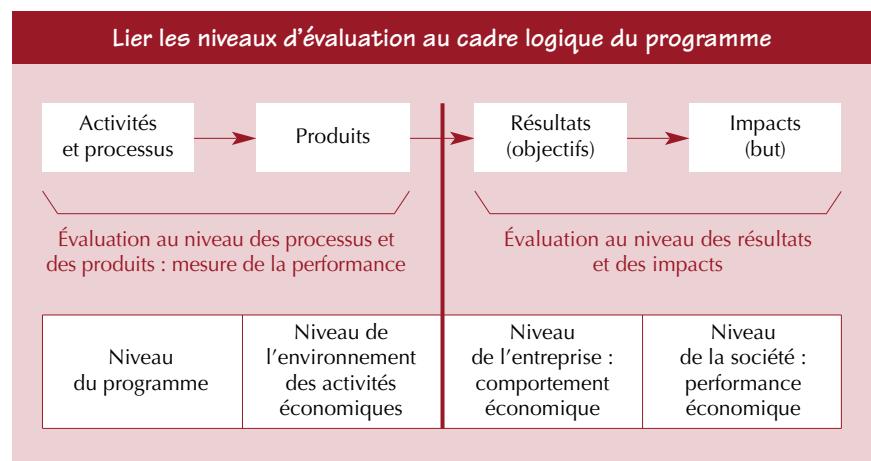 Lier les niveaux d'évaluation au cadre logique du programme
Activités
et processus
Produits
Résultats
(objectifs)
Impacts
(but)
Évaluation au niveau des processus et
des produits : mesure de la performance
Évaluation au niveau des résultats
et des impacts
Niveau
du programme
Niveau de
l'environnement
des activités
économiques
Niveau
de l'entreprise :
comportement
économique
Niveau
de la société :
performance
économique